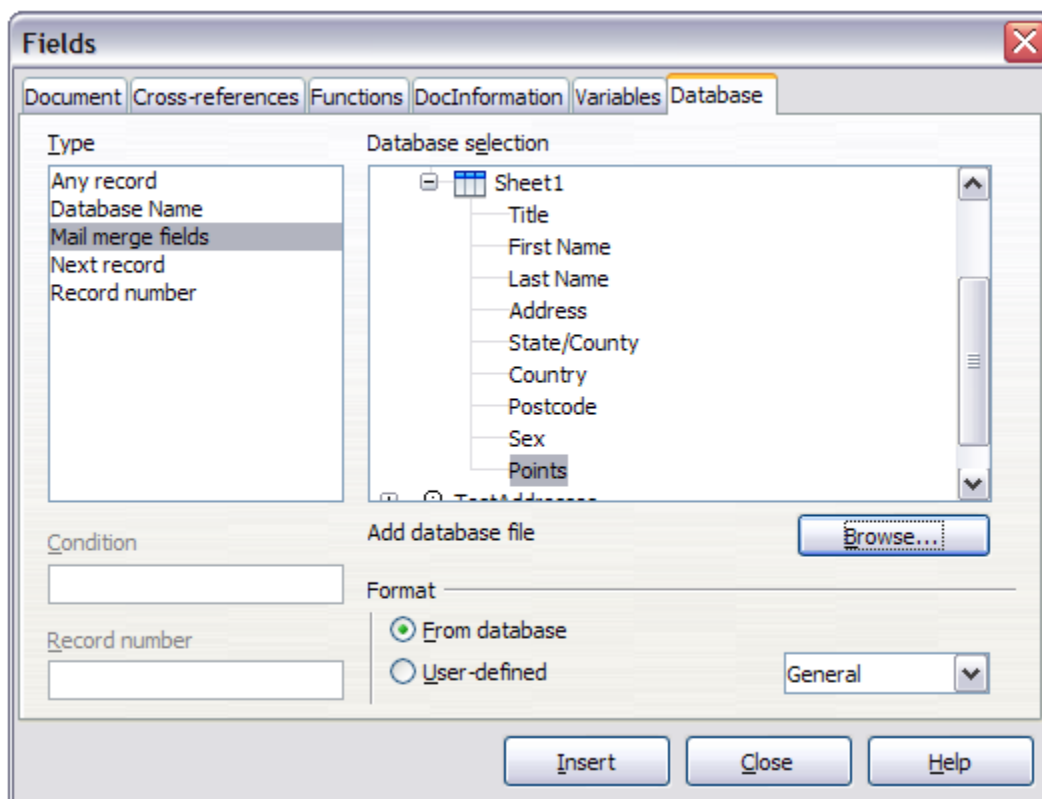 Fields
Document Cross-references Functions DocInformation Variables Database
Type
Database selection
Any record
Database Name
Mail merge fields
Next record
Record number
Sheet1
Title
First Name
Last Name
Address
State/County
Country
Postcode
Sex
Points
TestAddresses
Add database file
Browse...
Condition
Format
From database
Record number
User-defined
General
Insert Close Help